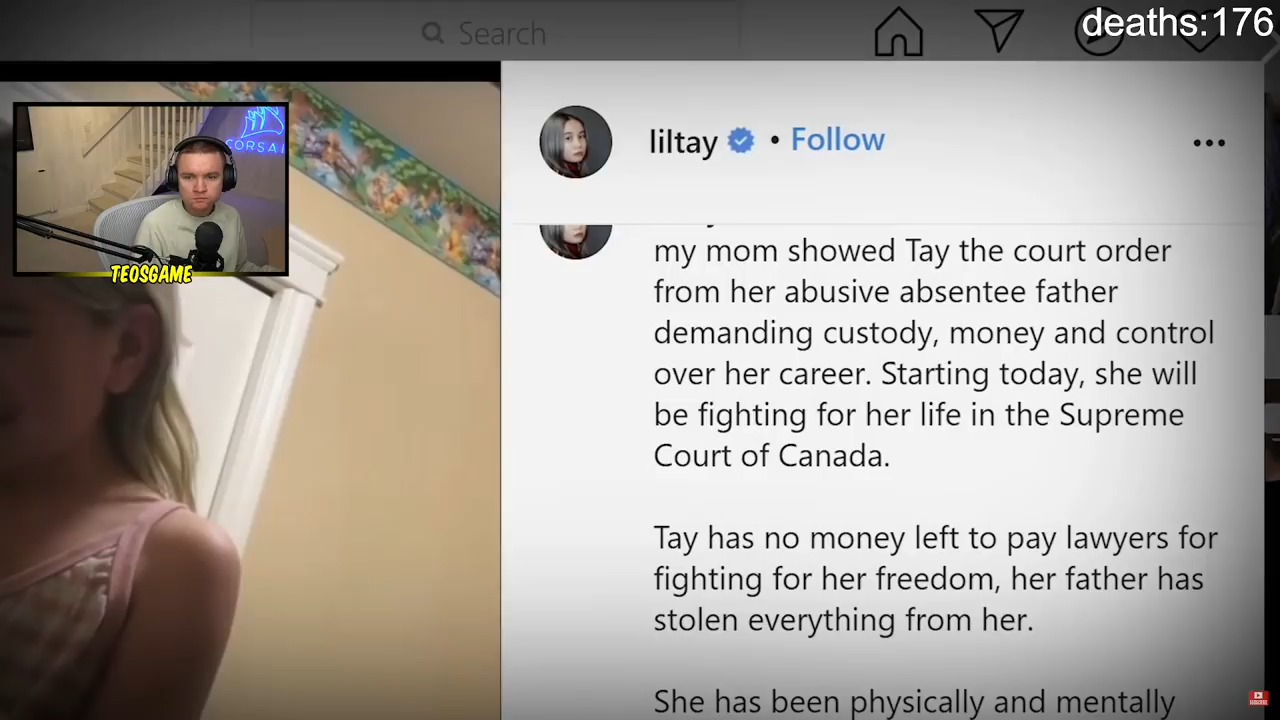 Search
deaths:176
liltay • Follow
CORSAI
TEOSGAME
my mom showed Tay the court order
from her abusive absentee father
demanding custody, money and control
over her career. Starting today, she will
be fighting for her life in the Supreme
Court of Canada.
Tay has no money left to pay lawyers for
fighting for her freedom, her father has
stolen everything from her.
She has been physically and mentally